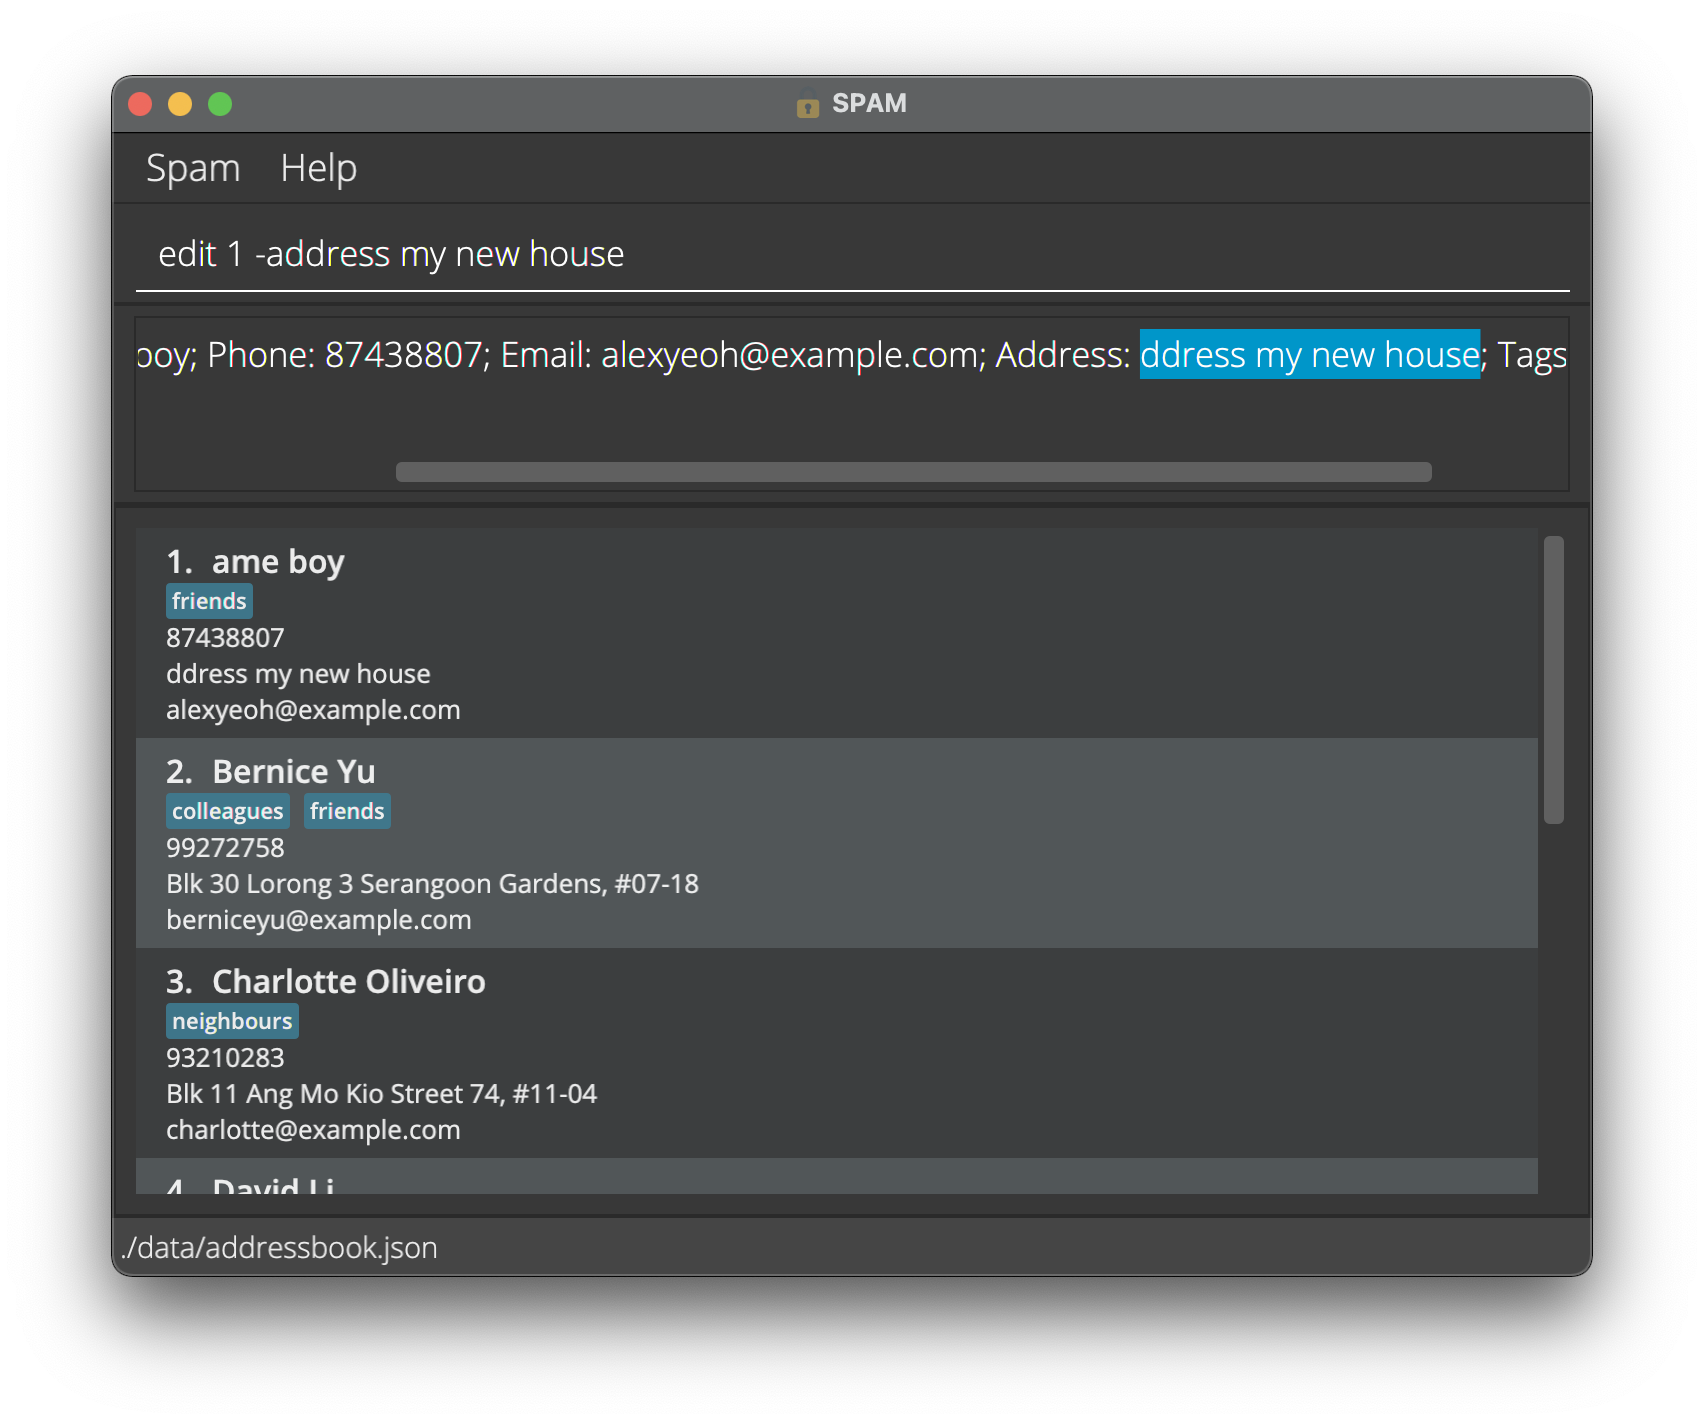 SPAM
Spam Help
edit 1 -address my new house
boy; Phone: 87438807; Email: alexyeoh@example.com; Address: ddress my new house; Tags
1. ame boy
friends
87438807
ddress my new house
alexyeoh@example.com
2. Bernice Yu
colleagues friends
99272758
Blk 30 Lorong 3 Serangoon Gardens, #07-18
berniceyu@example.com
3. Charlotte Oliveiro
neighbours
93210283
Blk 11 Ang Mo Kio Street 74, #11-04
charlotte@example.com
4. David Li
./data/addressbook.json